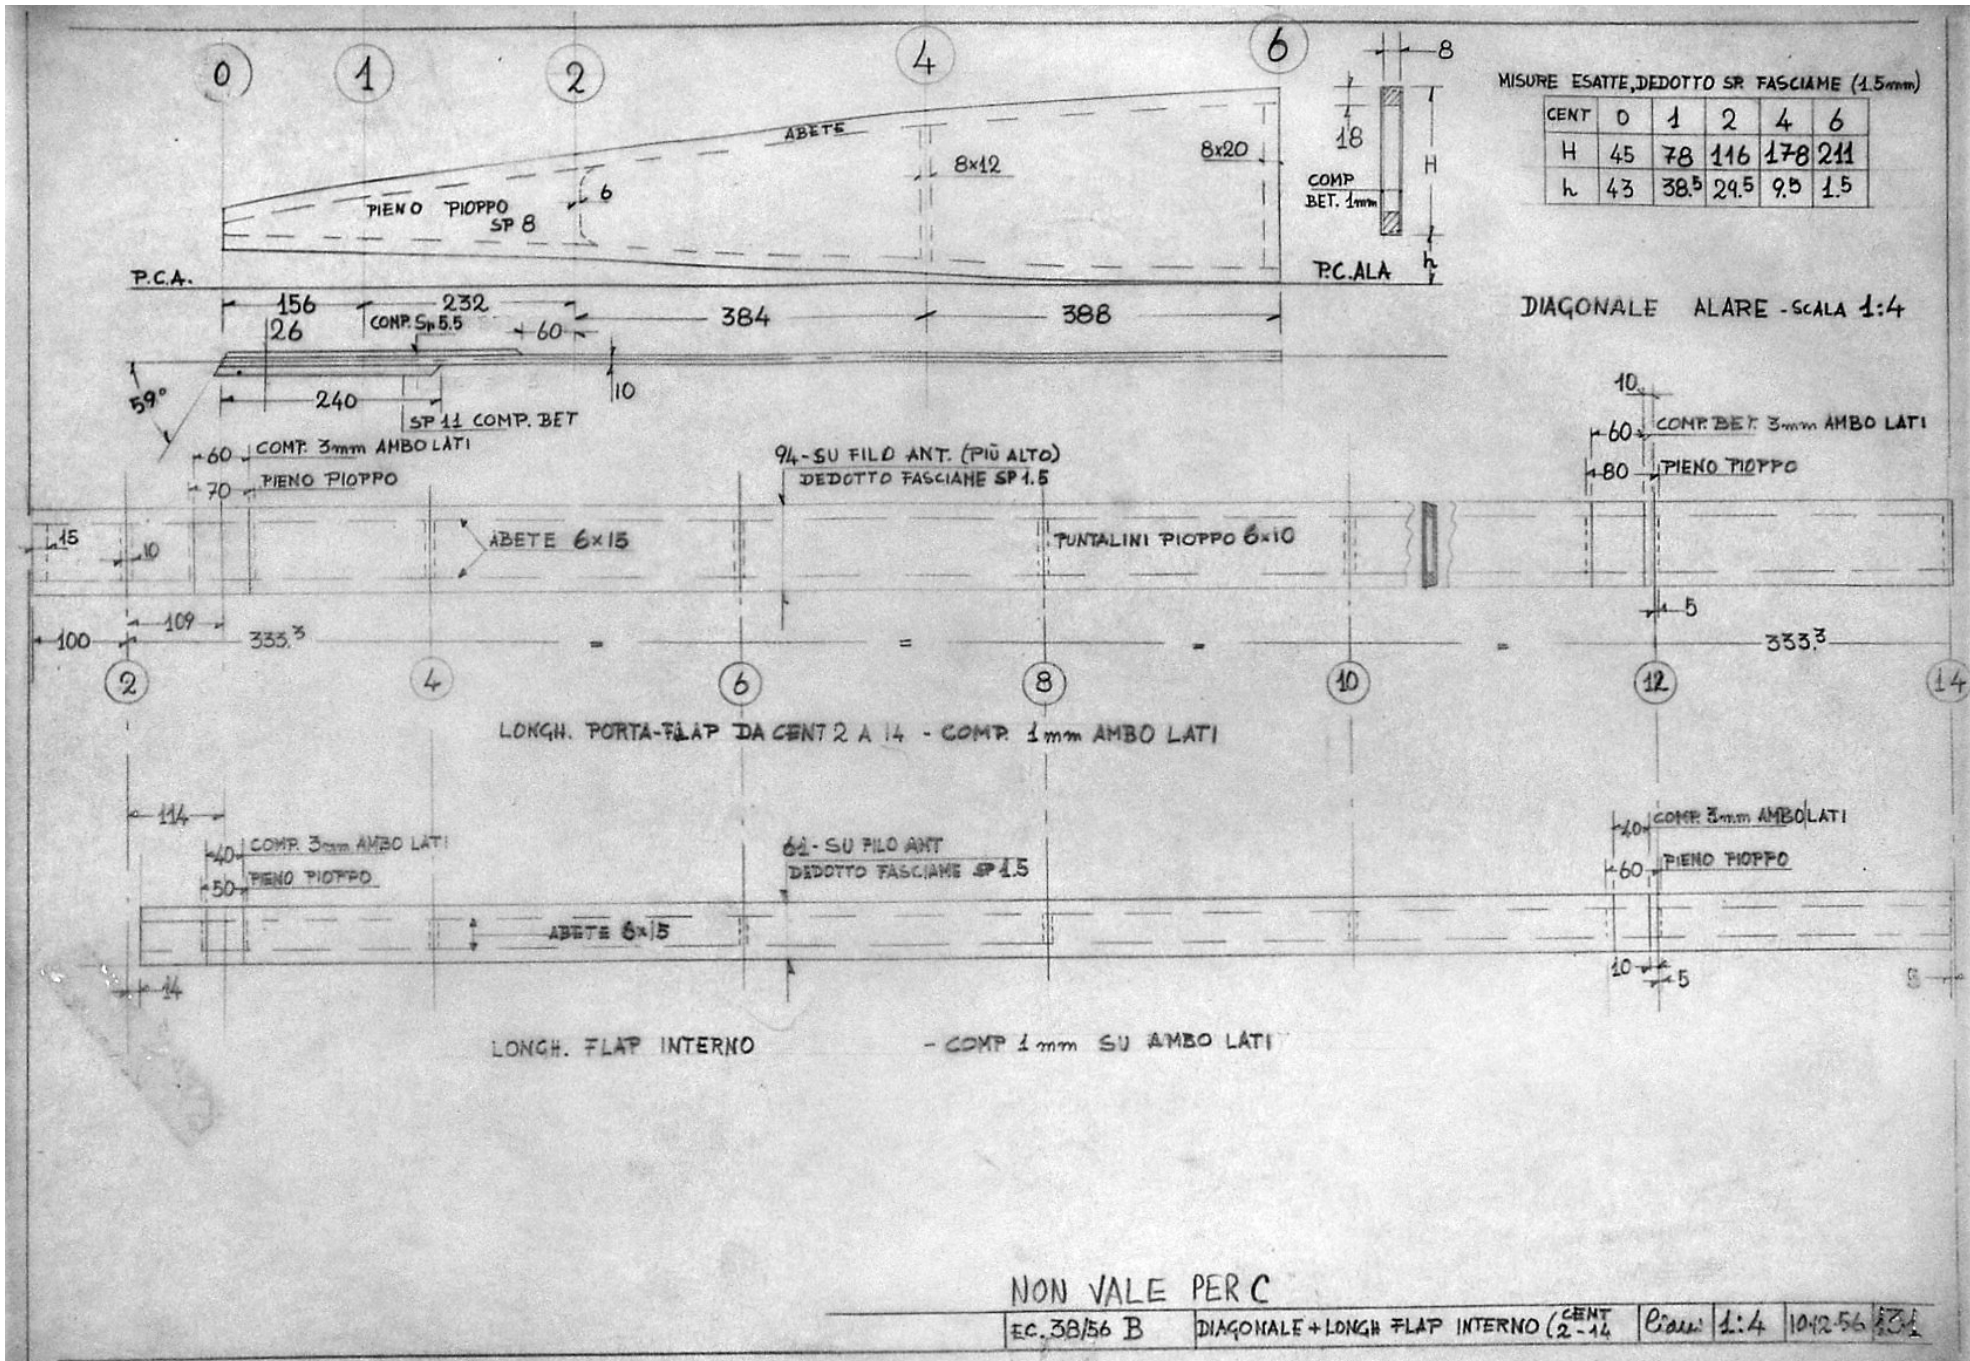 0 1 2 4 6
8
MISURE ESATTE, DEDOTTO SP. FASCIAME (1.5mm)
CENT 0 1 2 4 6
H 45 78 116 178 211
h 43 38.5 29.5 9.5 1.5
ABETE
8x12
8x20
18
H
COMP
BET. 1mm
PIENO PIOPPO
SP 8
6
P.C.A.
P.C.ALA
h
156 232 384 388
26
COMP. Sp 5.5
60
DIAGONALE ALARE - SCALA 1:4
59°
240
10
SP 11 COMP. BET
60 COMP. 3mm AMBO LATI
70 PIENO PIOPPO
94-SU FILO ANT. (PIÙ ALTO)
DEDOTTO FASCIAME SP 1.5
10
60 COMP. BET. 3mm AMBO LATI
80 PIENO PIOPPO
15
10
ABETE 6x15
PUNTALINI PIOPPO 6x10
5
109
100 333.3 = = - = 333.3
2 4 6 8 10 12 14
LONGH. PORTA-FLAP DA CENT 2 A 14 - COMP. 1mm AMBO LATI
114
40 COMP. 3mm AMBO LATI
50 PIENO PIOPPO
61-SU FILO ANT
DEDOTTO FASCIAME SP 1.5
40 COMP. 3mm AMBO LATI
60 PIENO PIOPPO
ABETE 6x15
14
10
5
LONGH. FLAP INTERNO - COMP 1mm SU AMBO LATI
NON VALE PER C
EC. 38/56 B DIAGONALE + LONGH FLAP INTERNO (CENT 2-14 1:4 10-12-56 131